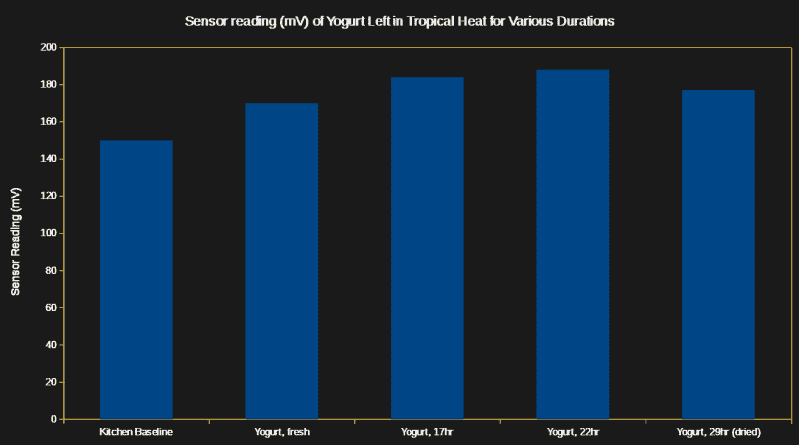 Sensor reading (mV) of Yogurt Left in Tropical Heat for Various Durations
200
180
160
140
120
100
80
60
40
20
0
Sensor Reading (mV)
Kitchen Baseline
Yogurt, fresh
Yogurt, 17hr
Yogurt, 22hr
Yogurt, 29hr (dried)